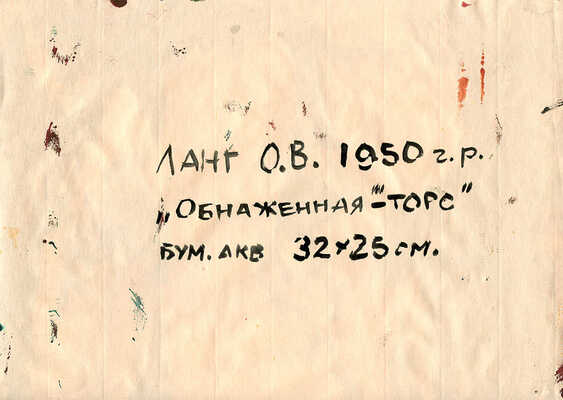 ЛАНГ О.В. 1950 г.р.
„ОБНАЖЕННАЯ"-ТОРС"
БУМ. АКВ 32×25 см.